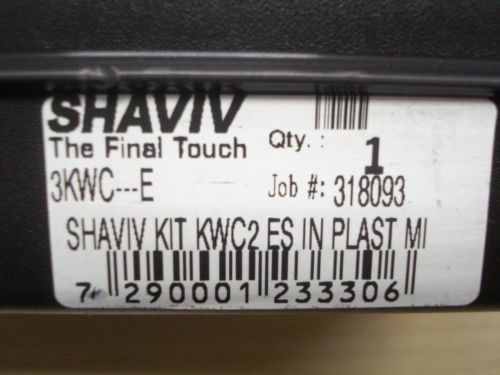 SHAVIV
The Final Touch
Qty. : 1
3KWC---E
Job #: 318093
SHAVIV KIT KWC2 ES IN PLAST MI
7 290001 233306